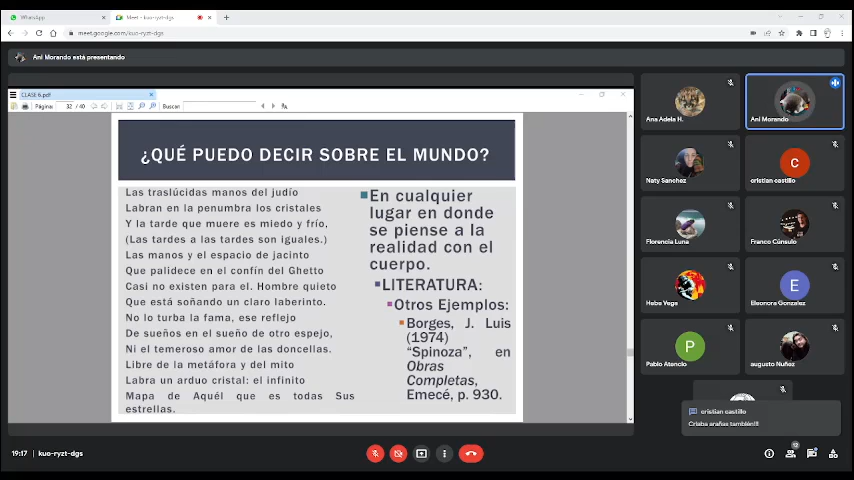 WhatsApp
Meet - kuo-ryzt-dgs
meet.google.com/kuo-ryzt-dgs
Ani Morando está presentando
CLASE 6.pdf
Página: 32 / 40
Buscar:
¿QUÉ PUEDO DECIR SOBRE EL MUNDO?
Las traslúcidas manos del judío
Labran en la penumbra los cristales
Y la tarde que muere es miedo y frío,
(Las tardes a las tardes son iguales.)
Las manos y el espacio de jacinto
Que palidece en el confín del Ghetto
Casi no existen para el. Hombre quieto
Que está soñando un claro laberinto.
No lo turba la fama, ese reflejo
De sueños en el sueño de otro espejo,
Ni el temeroso amor de las doncellas.
Libre de la metáfora y del mito
Labra un arduo cristal: el infinito
Mapa de Aquél que es todas Sus
estrellas.
En cualquier
lugar en donde
se piense a la
realidad con el
cuerpo.
LITERATURA:
Otros Ejemplos:
Borges, J. Luis
(1974)
“Spinoza”, en
Obras
Completas,
Emecé, p. 930.
Ana Adela H.
Ani Morando
Naty Sanchez
C
cristian castillo
Florencia Luna
Franco Cúnsulo
Hebe Vega
E
Eleonora Gonzalez
P
Pablo Atencio
augusto Nuñez
cristian castillo
Criaba arañas también!!!
19:17
kuo-ryzt-dgs
12